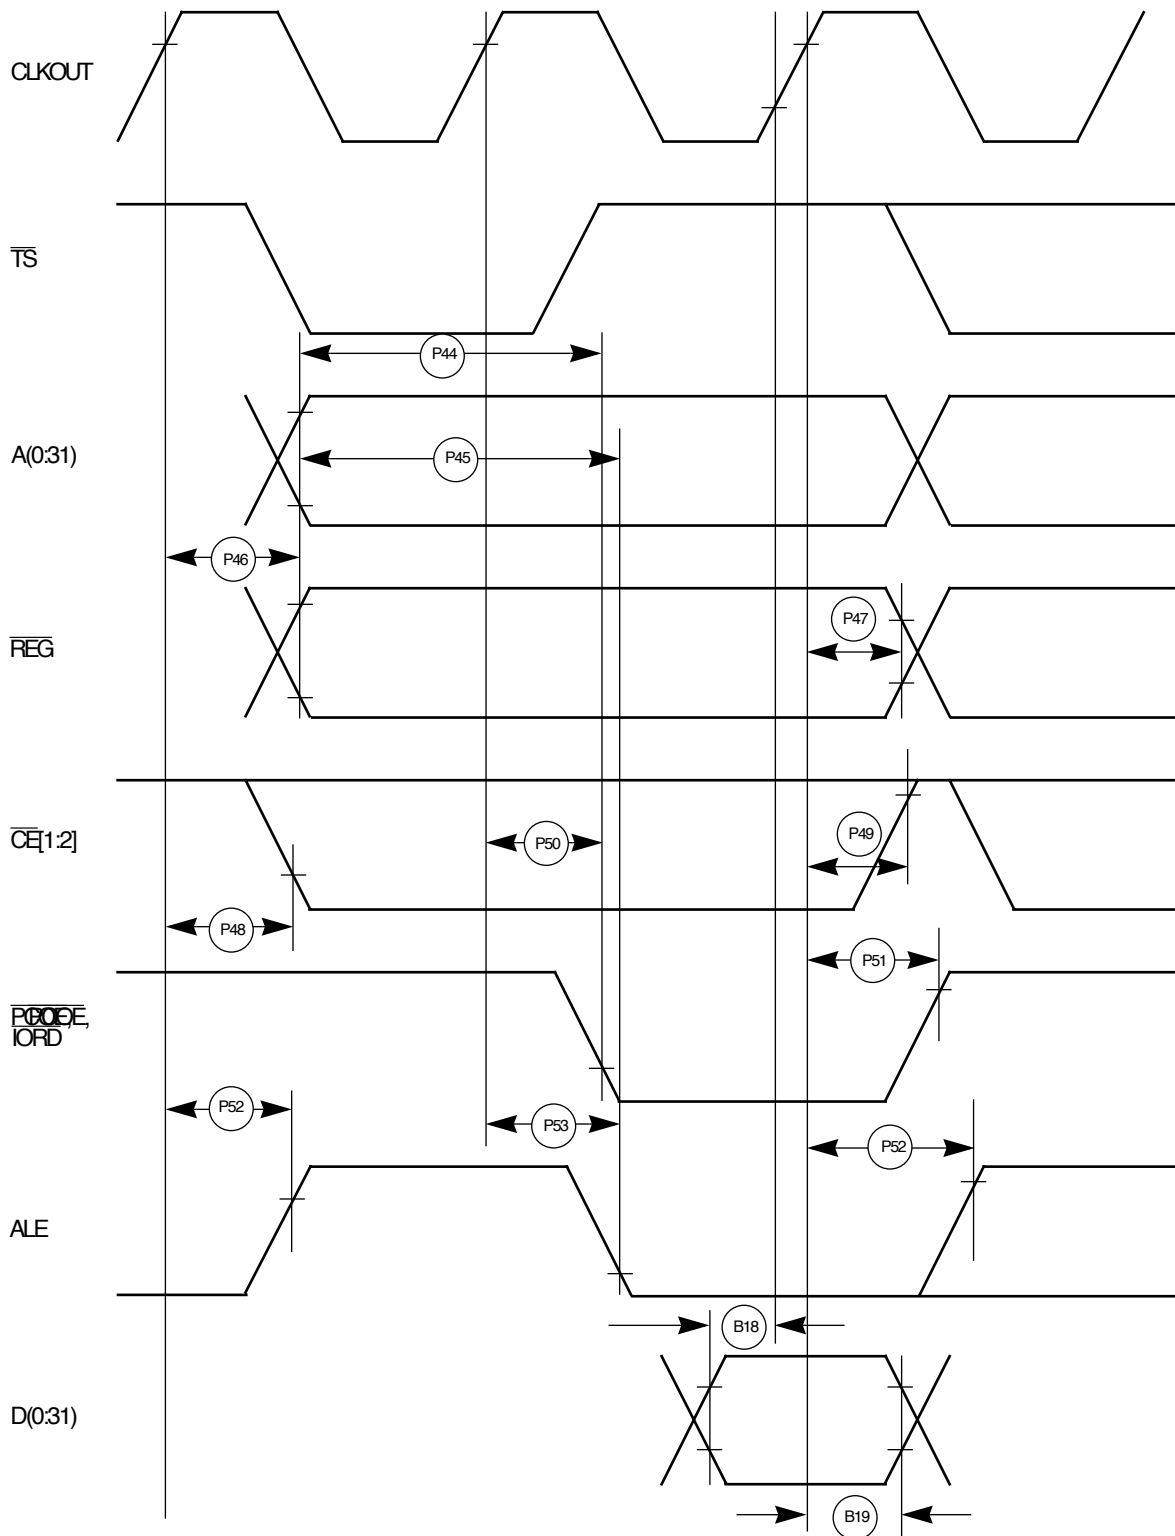 CLKOUT
TS
P44
A(0:31)
P45
P46
REG
P47
CE[1:2]
P50
P49
P48
P51
IORD
P52
P53
P52
ALE
B18
D(0:31)
B19